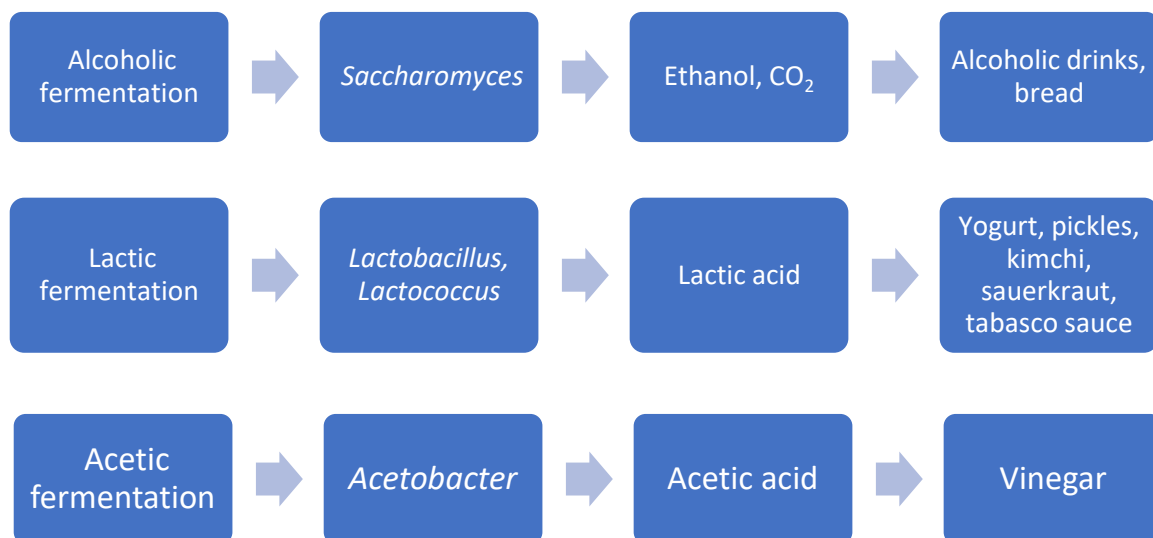 Alcoholic
fermentation
Saccharomyces
Ethanol, CO₂
Alcoholic drinks,
bread
Lactic
fermentation
Lactobacillus,
Lactococcus
Lactic acid
Yogurt, pickles,
kimchi,
sauerkraut,
tabasco sauce
Acetic
fermentation
Acetobacter
Acetic acid
Vinegar